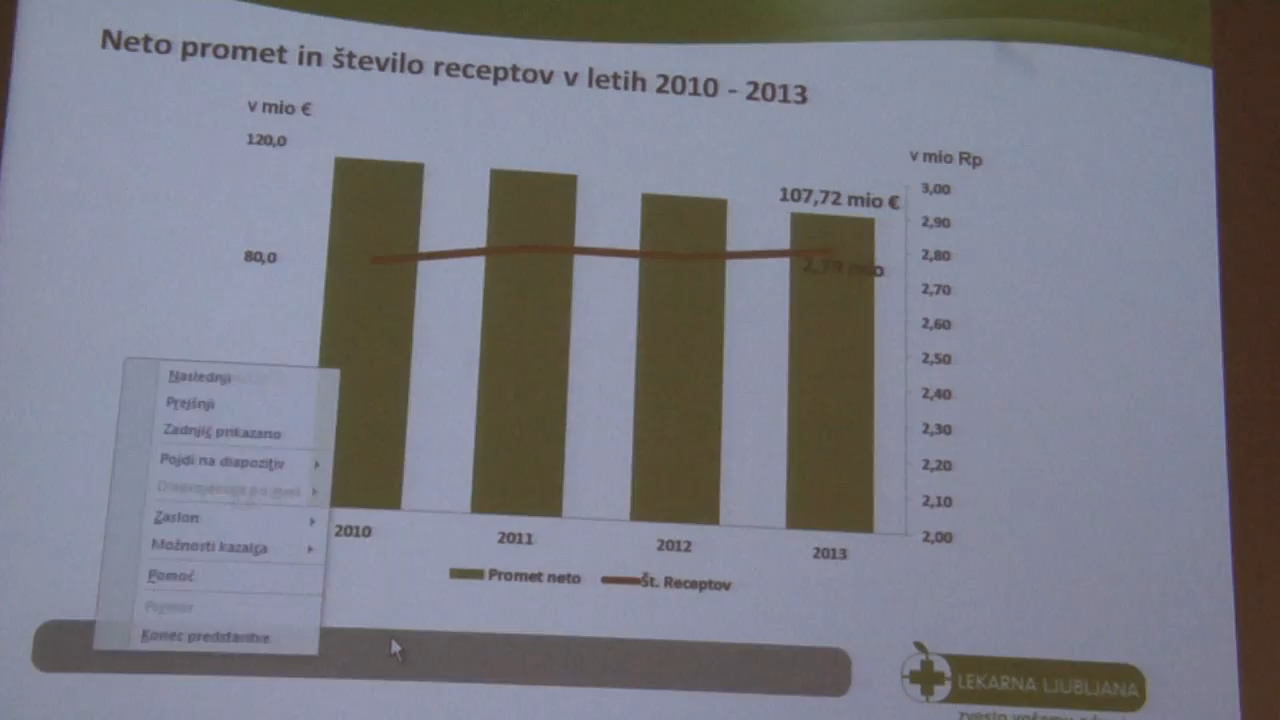 Neto promet in število receptov v letih 2010 - 2013
v mio €
120,0
80,0
v mio Rp
3,00
2,90
2,80
2,70
2,60
2,50
2,40
2,30
2,20
2,10
2,00
107,72 mio €
2,79 mio
2010
2011
2012
2013
Promet neto
Št. Receptov
Naslednji
Prejšnji
Zadnjič prikazano
Pojdi na diapozitiv
Zaslon
Možnosti kazalca
Pomoč
Konec predstavitve
LEKARNA LJUBLJANA